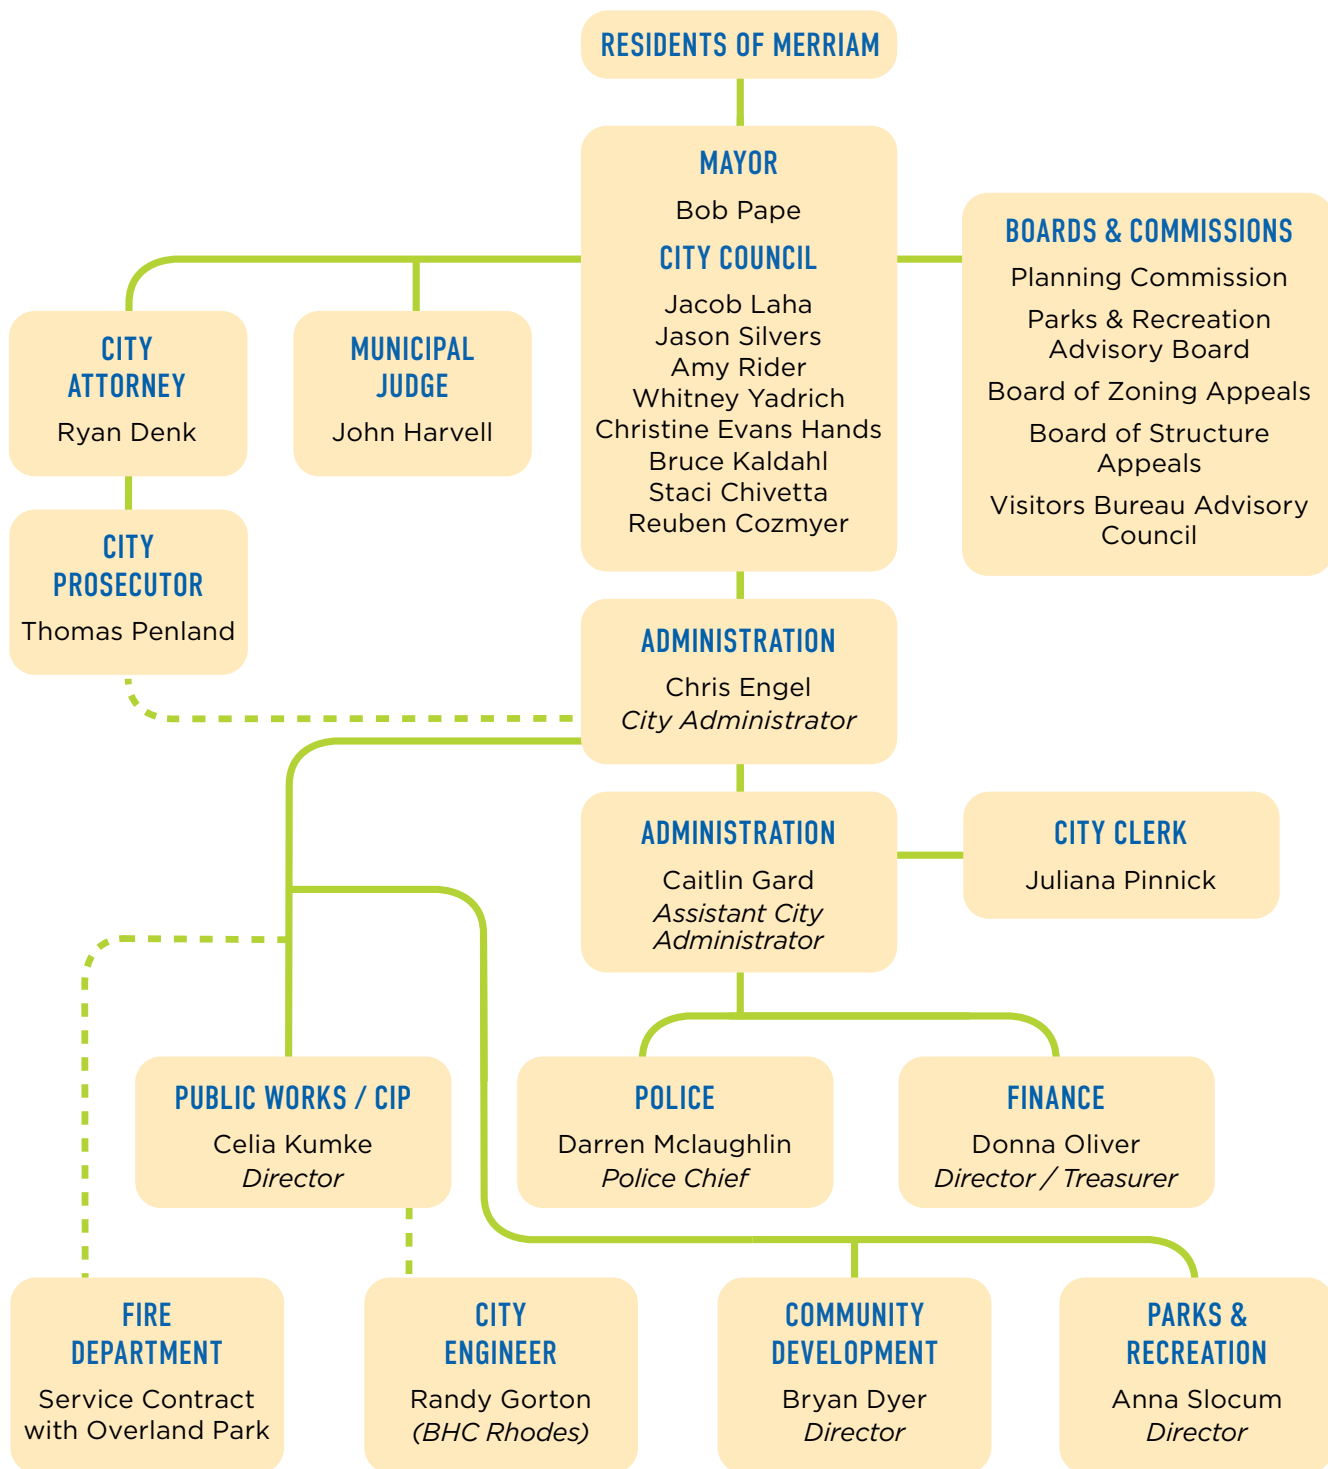 RESIDENTS OF MERRIAM
MAYOR
Bob Pape
CITY COUNCIL
Jacob Laha
Jason Silvers
Amy Rider
Whitney Yadrich
Christine Evans Hands
Bruce Kaldahl
Staci Chivetta
Reuben Cozmyer
BOARDS & COMMISSIONS
Planning Commission
Parks & Recreation
Advisory Board
Board of Zoning Appeals
Board of Structure
Appeals
Visitors Bureau Advisory
Council
CITY
ATTORNEY
Ryan Denk
MUNICIPAL
JUDGE
John Harvell
CITY
PROSECUTOR
Thomas Penland
ADMINISTRATION
Chris Engel
City Administrator
ADMINISTRATION
Caitlin Gard
Assistant City
Administrator
CITY CLERK
Juliana Pinnick
PUBLIC WORKS / CIP
Celia Kumke
Director
POLICE
Darren Mclaughlin
Police Chief
FINANCE
Donna Oliver
Director / Treasurer
FIRE
DEPARTMENT
Service Contract
with Overland Park
CITY
ENGINEER
Randy Gorton
(BHC Rhodes)
COMMUNITY
DEVELOPMENT
Bryan Dyer
Director
PARKS &
RECREATION
Anna Slocum
Director